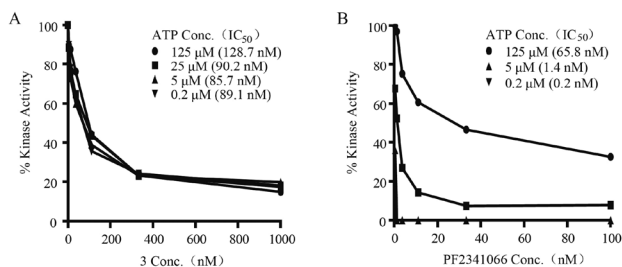 A
ATP Conc.（IC50）
125 μM (128.7 nM)
25 μM (90.2 nM)
5 μM (85.7 nM)
0.2 μM (89.1 nM)
% Kinase Activity
100
80
60
40
20
0
0 200 400 600 800 1000
3 Conc.（nM）
B
ATP Conc.（IC50）
125 μM (65.8 nM)
5 μM (1.4 nM)
0.2 μM (0.2 nM)
% Kinase Activity
100
80
60
40
20
0
0 20 40 60 80 100
PF2341066 Conc.（nM）